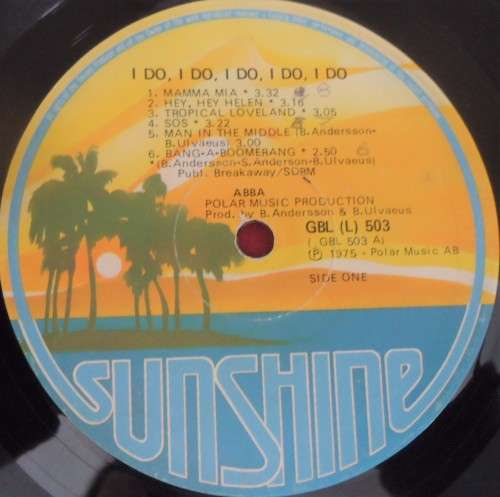 I DO, I DO, I DO, I DO, I DO
1. MAMMA MIA * 3.32
2. HEY, HEY HELEN * 3.16
3. TROPICAL LOVELAND * 3.05
4. SOS * 3.22
5. MAN IN THE MIDDLE (B. Andersson-
B. Ulvaeus) 3.00
6. BANG-A-BOOMERANG * 2.50
*(B. Andersson-S. Anderson-B. Ulvaeus)
Publ. Breakaway/SDRM
ABBA
POLAR MUSIC PRODUCTION
Prod. by B. Andersson & B. Ulvaeus
GBL (L) 503
( GBL 503 A)
℗ 1975 - Polar Music AB
SIDE ONE
SUNSHINE